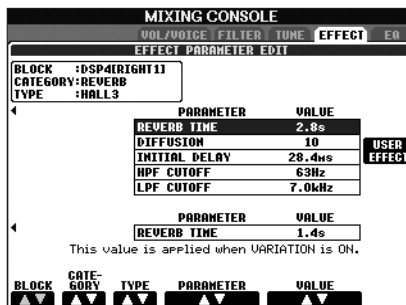 MIXING CONSOLE
VOL/VOICE FILTER TUNE EFFECT EQ
EFFECT PARAMETER EDIT
BLOCK :DSP4[RIGHT1]
CATEGORY:REVERB
TYPE :HALL3
PARAMETER VALUE
REVERB TIME 2.8s
DIFFUSION 10
INITIAL DELAY 28.4ms
HPF CUTOFF 63Hz
LPF CUTOFF 7.0kHz
USER
EFFECT
PARAMETER VALUE
REVERB TIME 1.4s
This value is applied when VARIATION is ON.
BLOCK CATE-
GORY TYPE PARAMETER VALUE